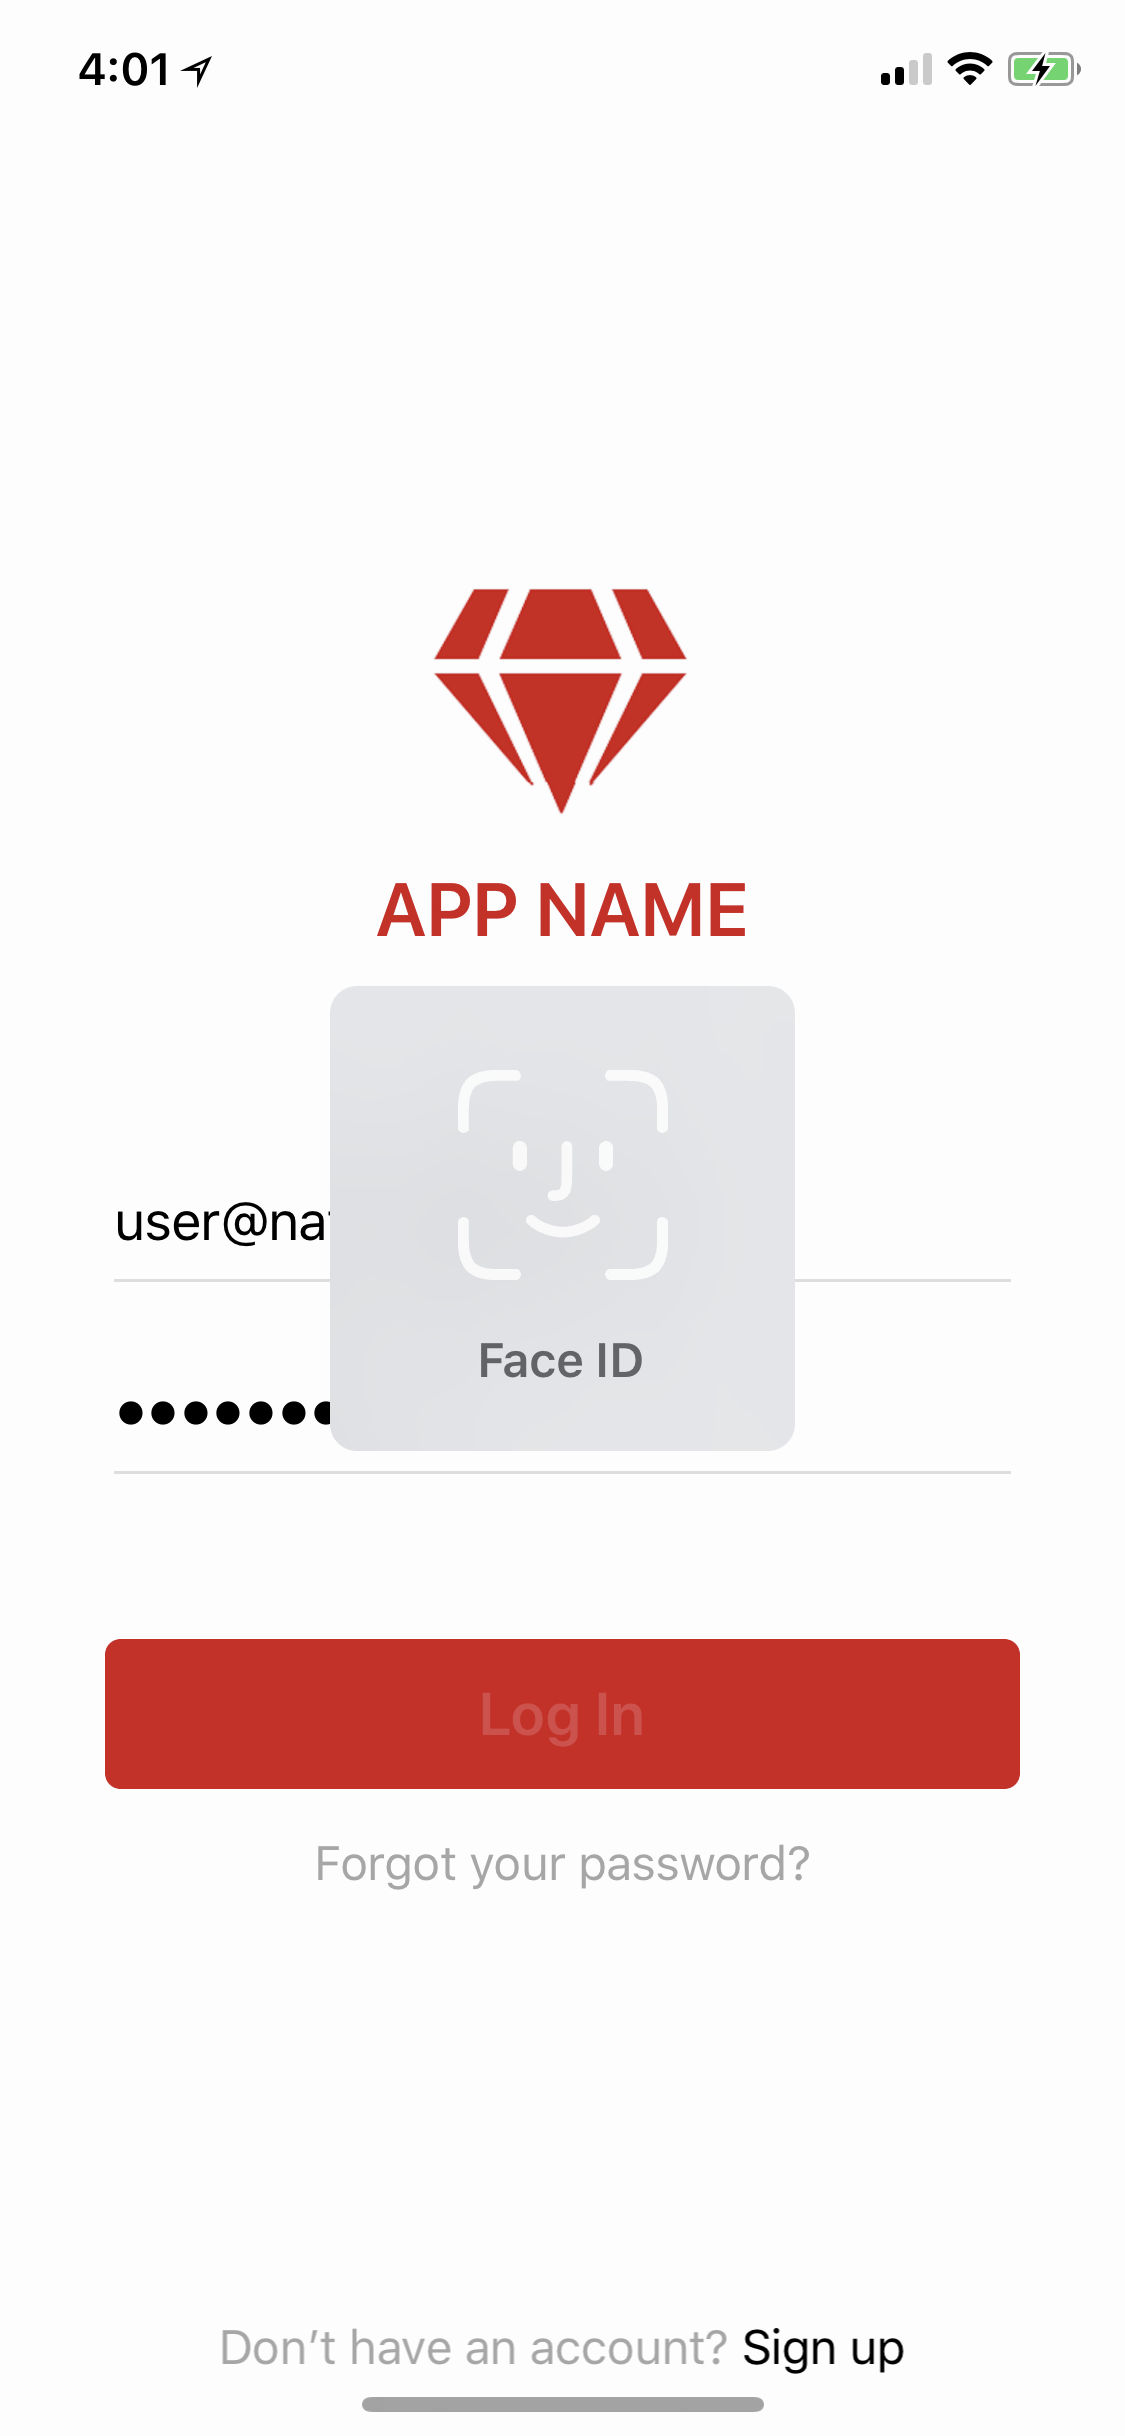 4:01
APP NAME
user@na
Face ID
•••••••
Log In
Forgot your password?
Don’t have an account? Sign up